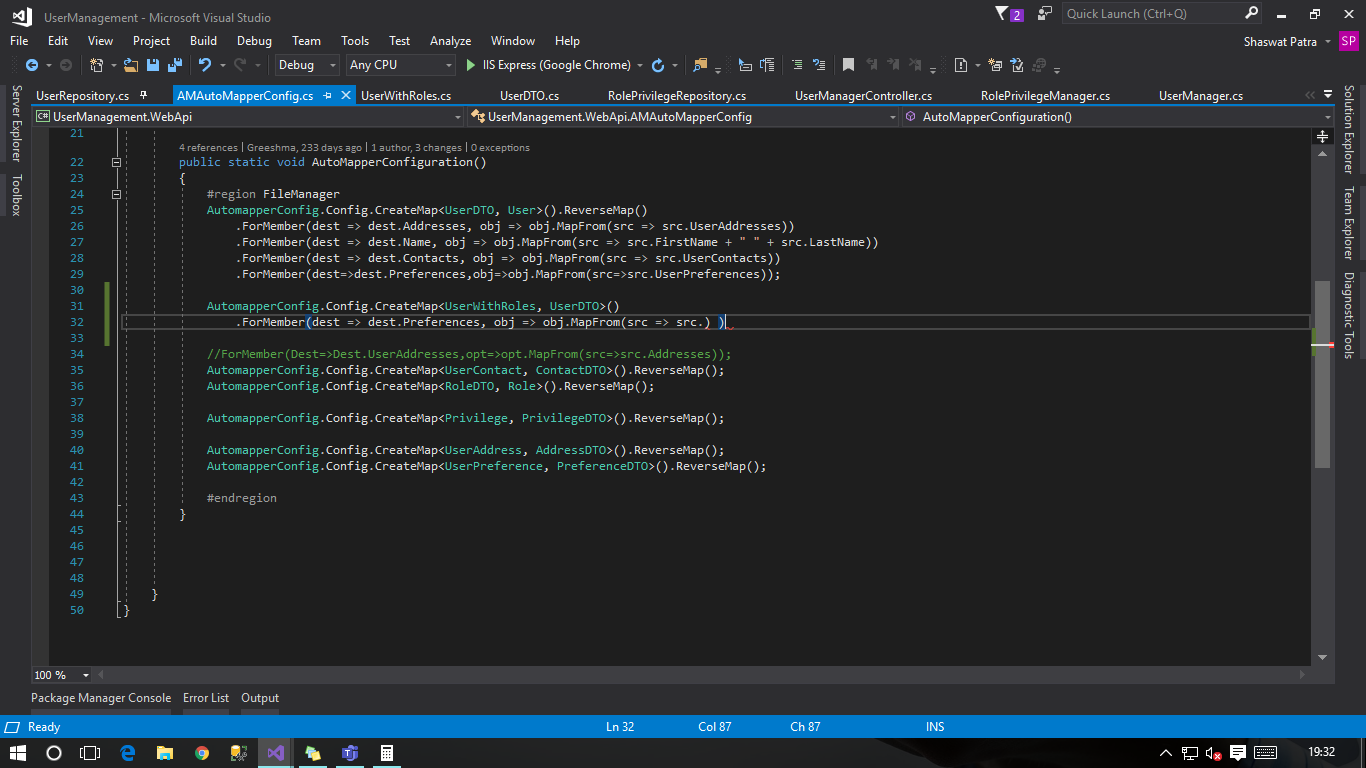 UserManagement - Microsoft Visual Studio
2
Quick Launch (Ctrl+Q)
File Edit View Project Build Debug Team Tools Test Analyze Window Help
Shaswat Patra SP
Debug Any CPU IIS Express (Google Chrome)
UserRepository.cs AMAutoMapperConfig.cs UserWithRoles.cs UserDTO.cs RolePrivilegeRepository.cs UserManagerController.cs RolePrivilegeManager.cs UserManager.cs
C# UserManagement.WebApi UserManagement.WebApi.AMAutoMapperConfig AutoMapperConfiguration()
Server Explorer
Toolbox
Solution Explorer
Team Explorer
Diagnostic Tools
21
4 references | Greeshma, 233 days ago | 1 author, 3 changes | 0 exceptions
22 public static void AutoMapperConfiguration()
23 {
24 #region FileManager
25 AutomapperConfig.Config.CreateMap<UserDTO, User>().ReverseMap()
26 .ForMember(dest => dest.Addresses, obj => obj.MapFrom(src => src.UserAddresses))
27 .ForMember(dest => dest.Name, obj => obj.MapFrom(src => src.FirstName + " " + src.LastName))
28 .ForMember(dest => dest.Contacts, obj => obj.MapFrom(src => src.UserContacts))
29 .ForMember(dest=>dest.Preferences,obj=>obj.MapFrom(src=>src.UserPreferences));
30
31 AutomapperConfig.Config.CreateMap<UserWithRoles, UserDTO>()
32 .ForMember(dest => dest.Preferences, obj => obj.MapFrom(src => src.) )
33
34 //ForMember(Dest=>Dest.UserAddresses,opt=>opt.MapFrom(src=>src.Addresses));
35 AutomapperConfig.Config.CreateMap<UserContact, ContactDTO>().ReverseMap();
36 AutomapperConfig.Config.CreateMap<RoleDTO, Role>().ReverseMap();
37
38 AutomapperConfig.Config.CreateMap<Privilege, PrivilegeDTO>().ReverseMap();
39
40 AutomapperConfig.Config.CreateMap<UserAddress, AddressDTO>().ReverseMap();
41 AutomapperConfig.Config.CreateMap<UserPreference, PreferenceDTO>().ReverseMap();
42
43 #endregion
44 }
45
46
47
48
49 }
50 }
100 %
Package Manager Console Error List Output
Ready Ln 32 Col 87 Ch 87 INS
19:32